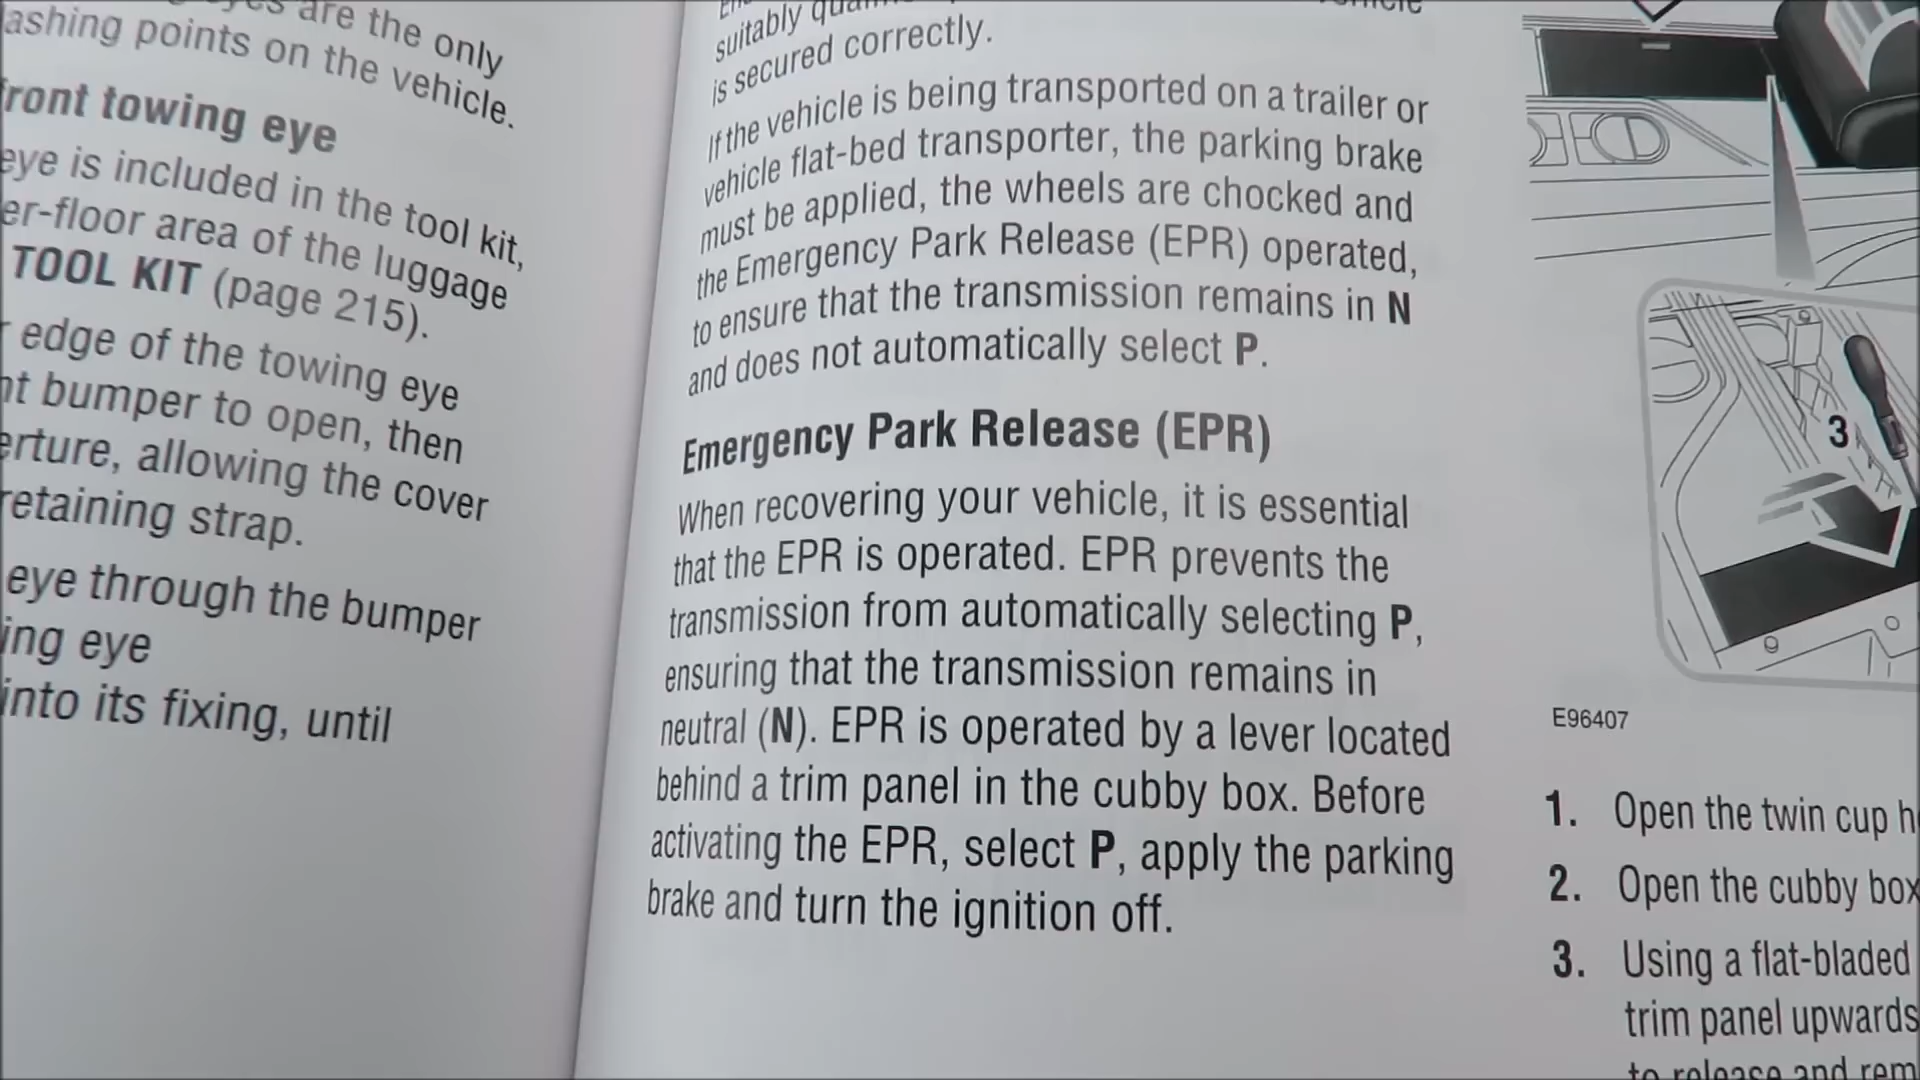 are the only
ashing points on the vehicle.
ront towing eye
eye is included in the tool kit,
er-floor area of the luggage
TOOL KIT (page 215).
r edge of the towing eye
nt bumper to open, then
erture, allowing the cover
retaining strap.
eye through the bumper
ing eye
into its fixing, until
suitably
is secured correctly.
If the vehicle is being transported on a trailer or
vehicle flat-bed transporter, the parking brake
must be applied, the wheels are chocked and
the Emergency Park Release (EPR) operated,
to ensure that the transmission remains in N
and does not automatically select P.
Emergency Park Release (EPR)
When recovering your vehicle, it is essential
that the EPR is operated. EPR prevents the
transmission from automatically selecting P,
ensuring that the transmission remains in
neutral (N). EPR is operated by a lever located
behind a trim panel in the cubby box. Before
activating the EPR, select P, apply the parking
brake and turn the ignition off.
3
E96407
1. Open the twin cup h
2. Open the cubby box
3. Using a flat-bladed
trim panel upwards
to release and rem